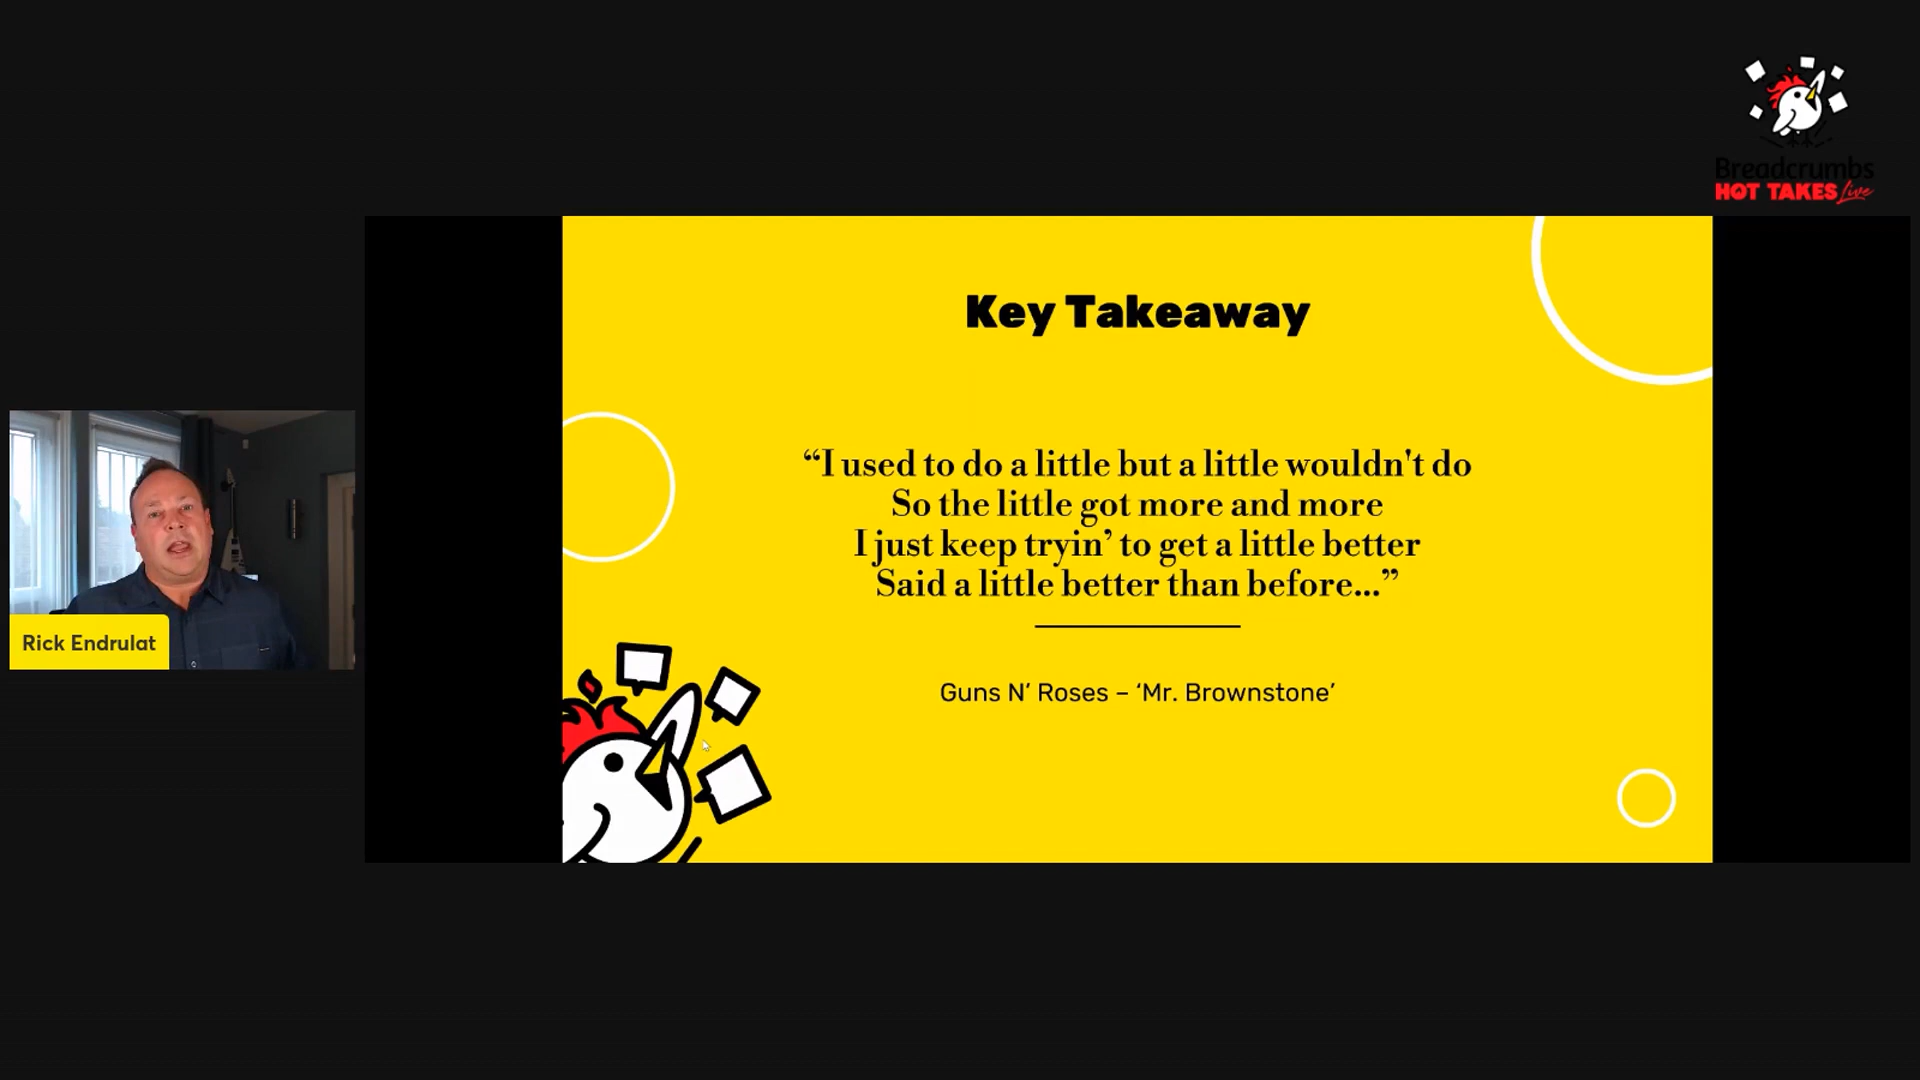 Breadcrumbs
HOT TAKES Live
Key Takeaway
“I used to do a little but a little wouldn't do
So the little got more and more
I just keep tryin’ to get a little better
Said a little better than before...”
Guns N’ Roses – ‘Mr. Brownstone’
Rick Endrulat